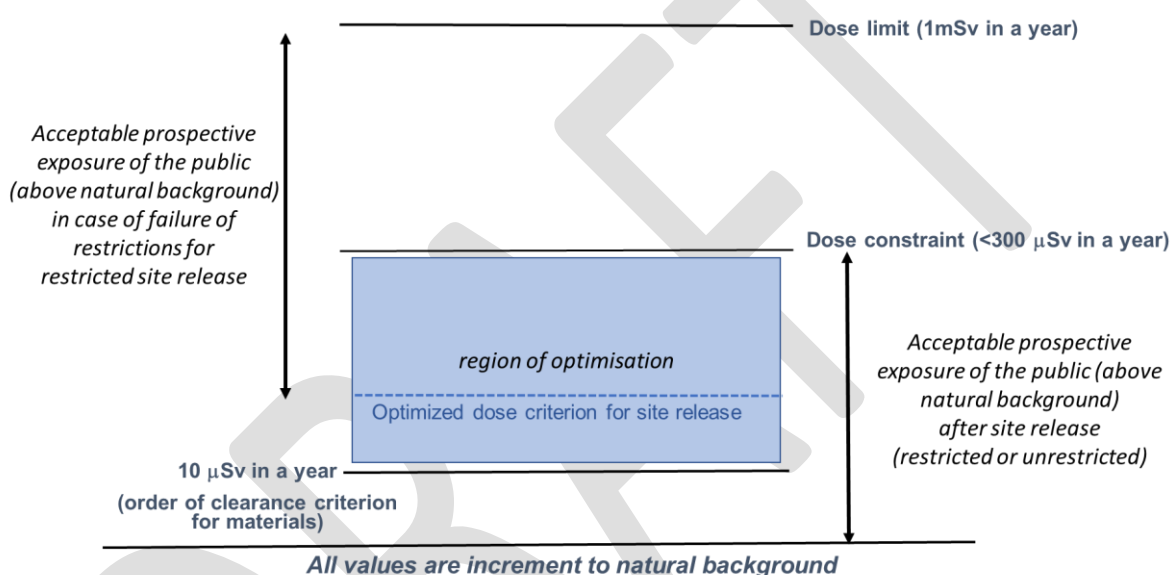 Dose limit (1mSv in a year)
Acceptable prospective
exposure of the public
(above natural background)
in case of failure of
restrictions for
restricted site release
Dose constraint (<300 μSv in a year)
region of optimisation
Optimized dose criterion for site release
Acceptable prospective
exposure of the public (above
natural background)
after site release
(restricted or unrestricted)
10 μSv in a year
(order of clearance criterion
for materials)
All values are increment to natural background
DRAFT